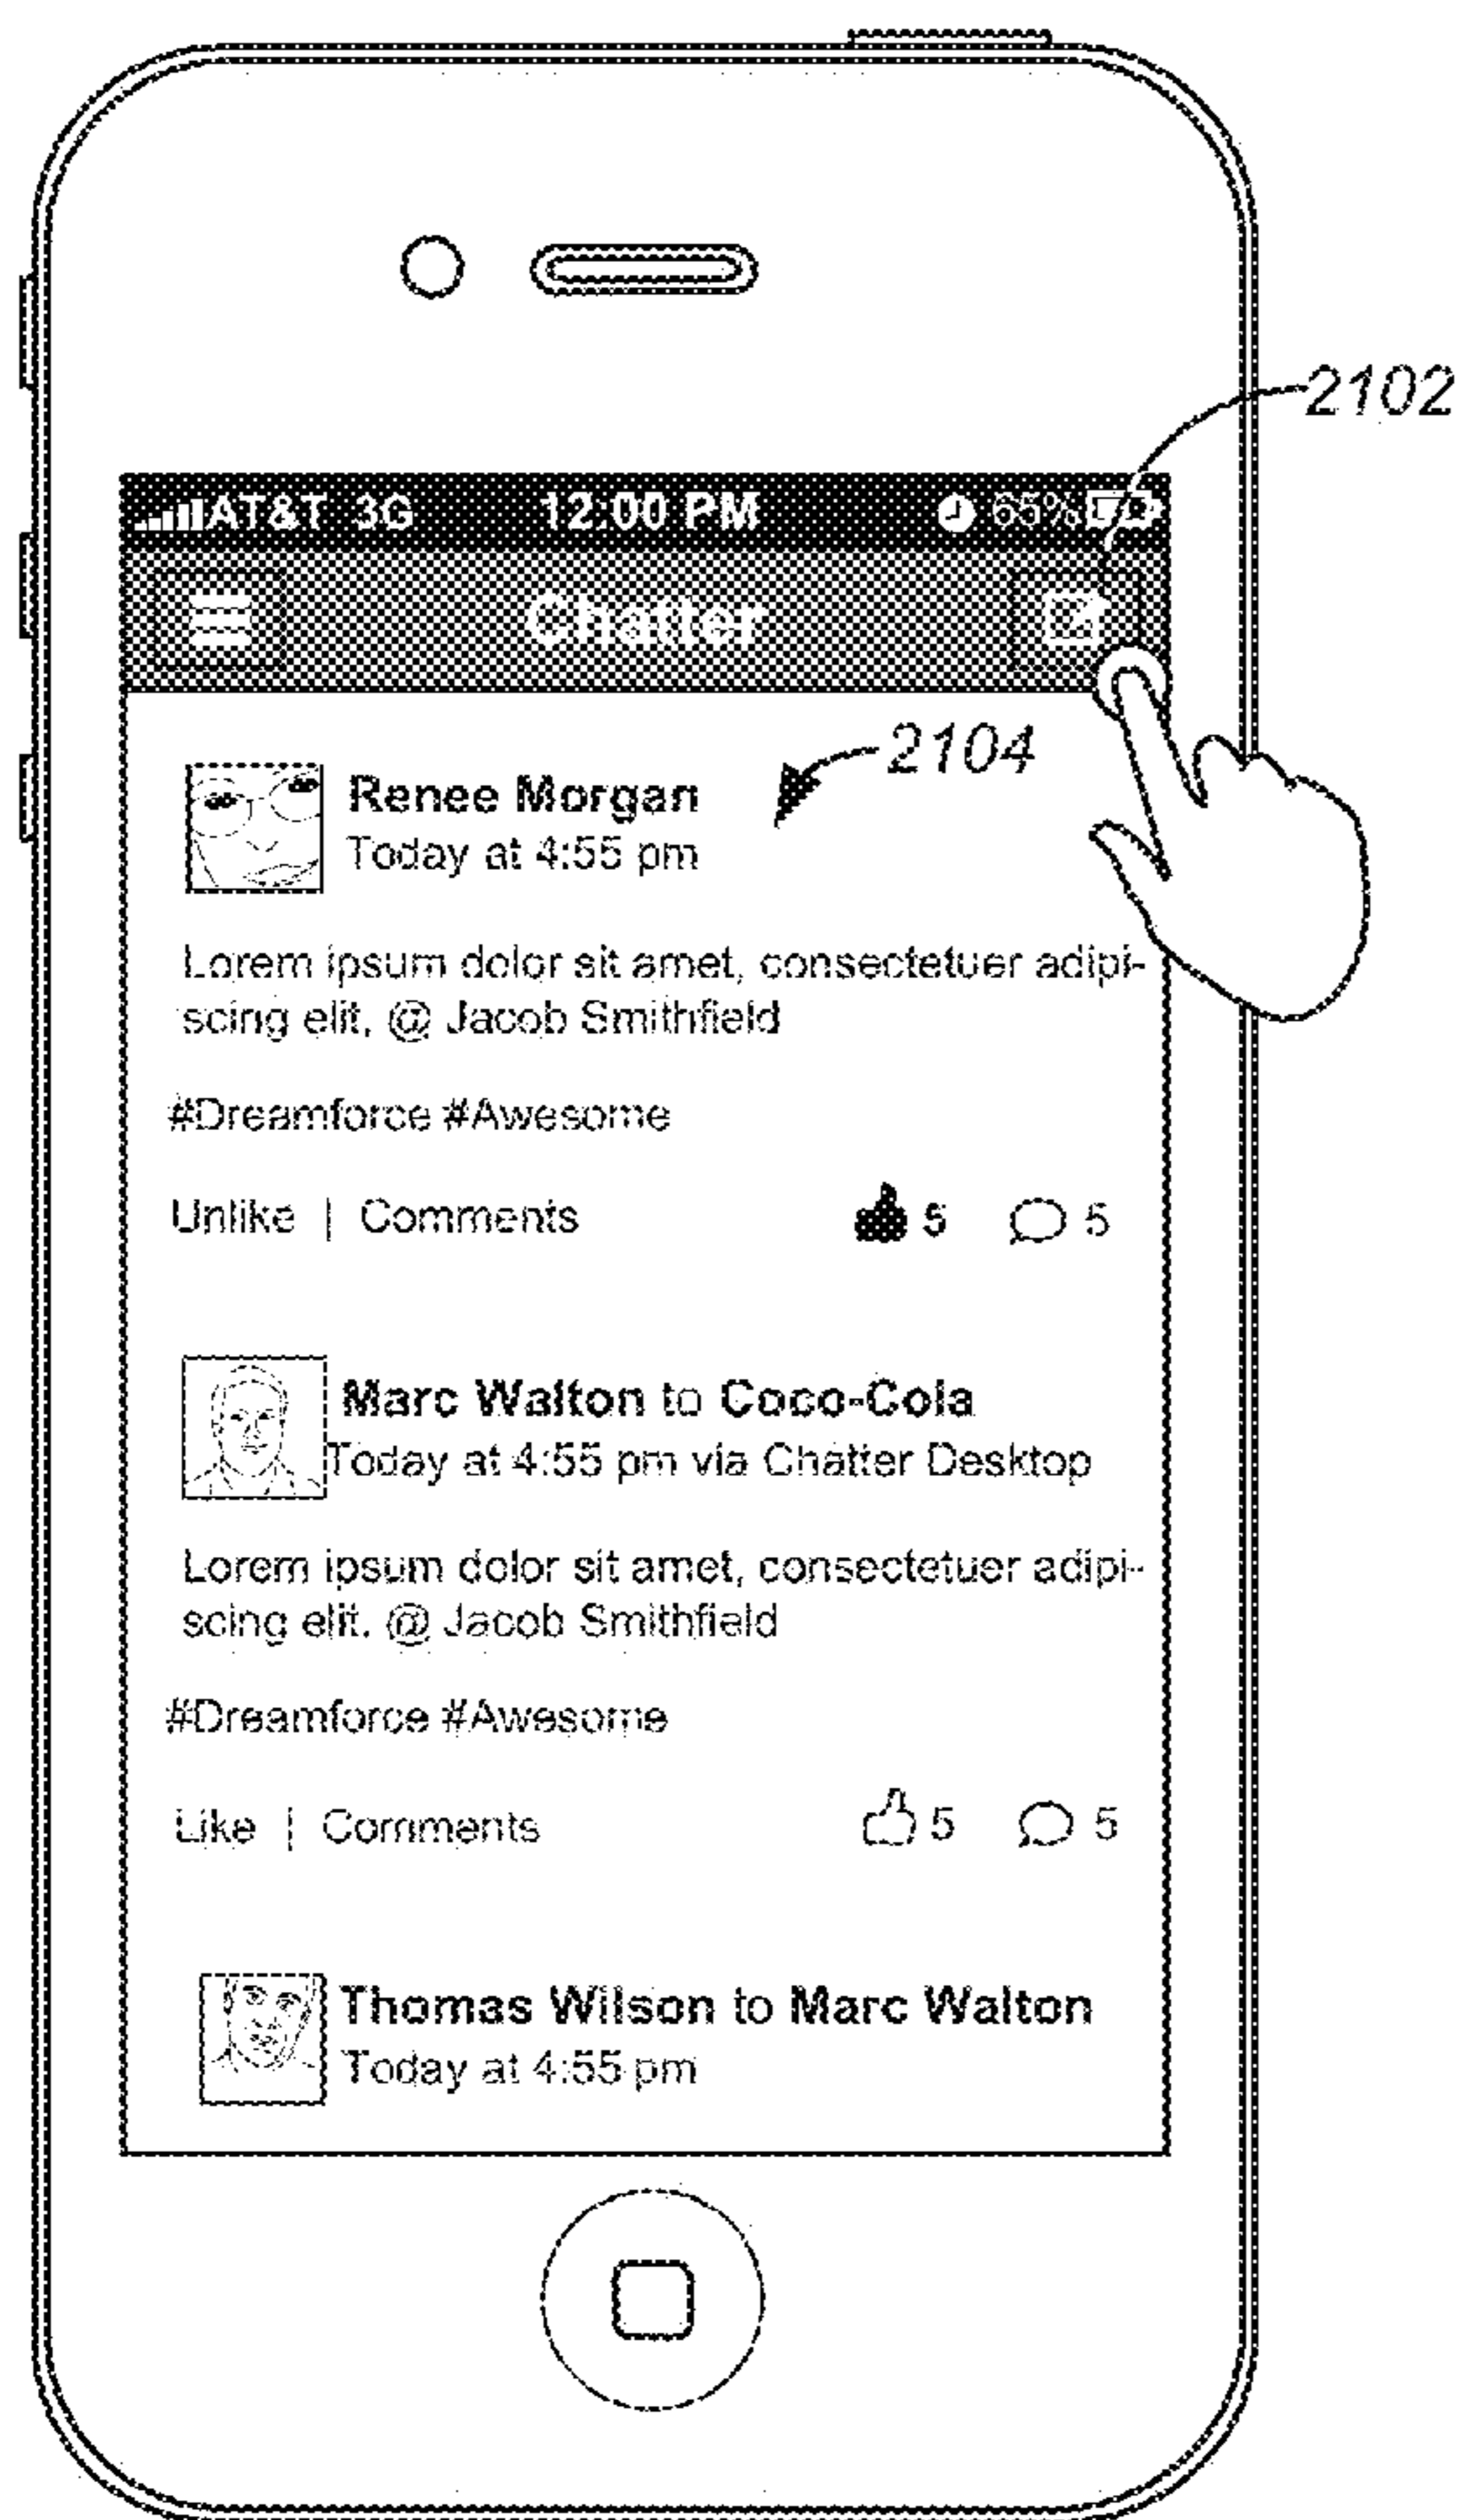 2102
AT&T 3G 12:00 PM 65%
Chatter
2104
Renee Morgan
Today at 4:55 pm
Lorem ipsum dolor sit amet, consectetuer adipi-
scing elit. @ Jacob Smithfield
#Dreamforce #Awesome
Unlike | Comments 5 5
Marc Walton to Coco-Cola
Today at 4:55 pm via Chatter Desktop
Lorem ipsum dolor sit amet, consectetuer adipi-
scing elit. @ Jacob Smithfield
#Dreamforce #Awesome
Like | Comments 5 5
Thomas Wilson to Marc Walton
Today at 4:55 pm